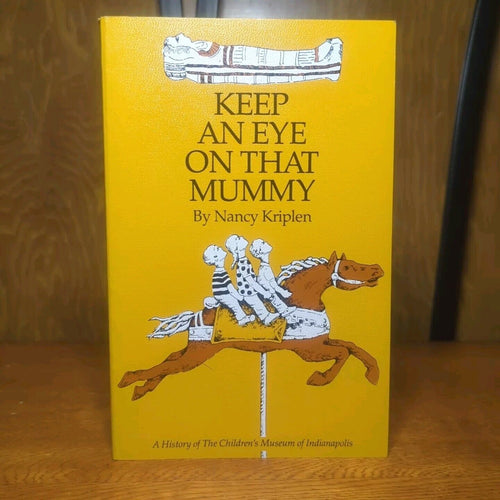 KEEP
AN EYE
ON THAT
MUMMY
By Nancy Kriplen
A History of The Children's Museum of Indianapolis